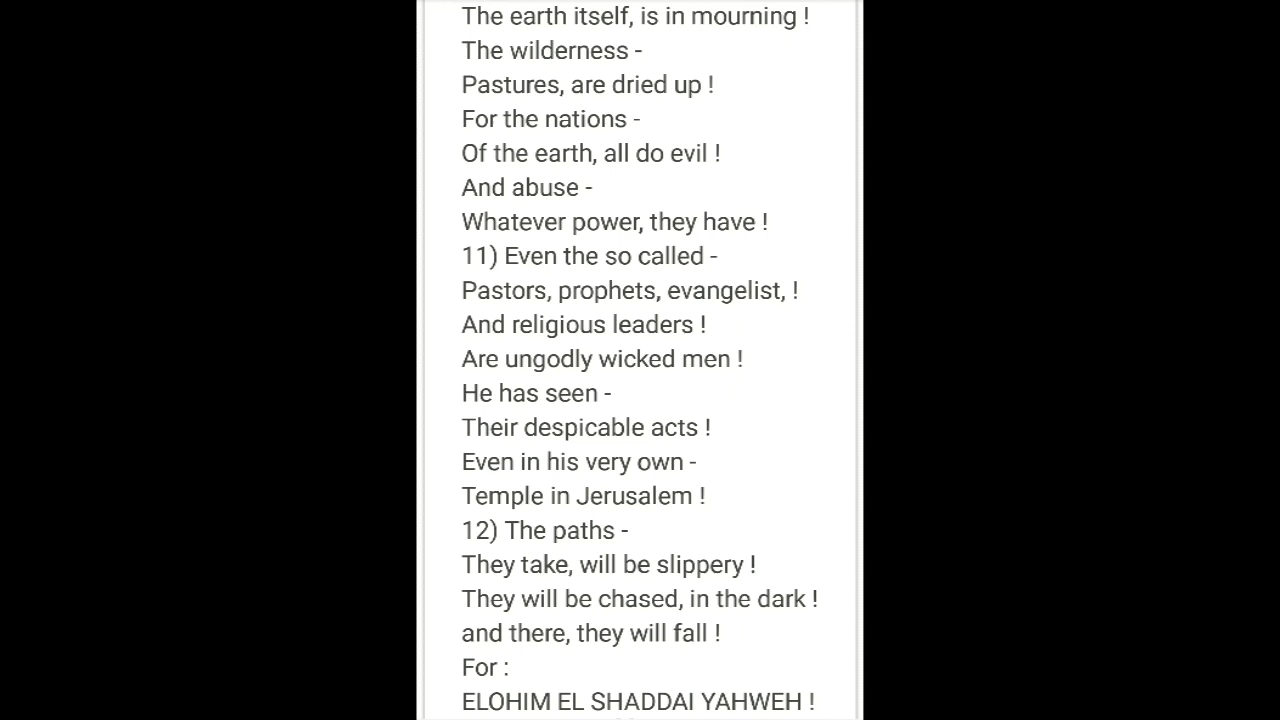 The earth itself, is in mourning !
The wilderness -
Pastures, are dried up !
For the nations -
Of the earth, all do evil !
And abuse -
Whatever power, they have !
11) Even the so called -
Pastors, prophets, evangelist, !
And religious leaders !
Are ungodly wicked men !
He has seen -
Their despicable acts !
Even in his very own -
Temple in Jerusalem !
12) The paths -
They take, will be slippery !
They will be chased, in the dark !
and there, they will fall !
For :
ELOHIM EL SHADDAI YAHWEH !